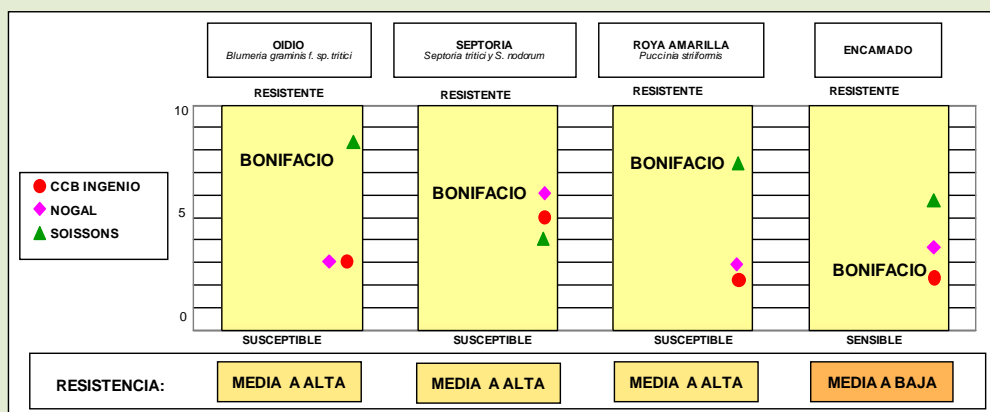 OIDIO
Blumeria graminis f. sp. tritici
SEPTORIA
Septoria tritici y S. nodorum
ROYA AMARILLA
Puccinia striiformis
ENCAMADO
RESISTENTE
RESISTENTE
RESISTENTE
RESISTENTE
10
5
0
CCB INGENIO
NOGAL
SOISSONS
BONIFACIO
BONIFACIO
BONIFACIO
BONIFACIO
SUSCEPTIBLE
SUSCEPTIBLE
SUSCEPTIBLE
SENSIBLE
RESISTENCIA:
MEDIA A ALTA
MEDIA A ALTA
MEDIA A ALTA
MEDIA A BAJA